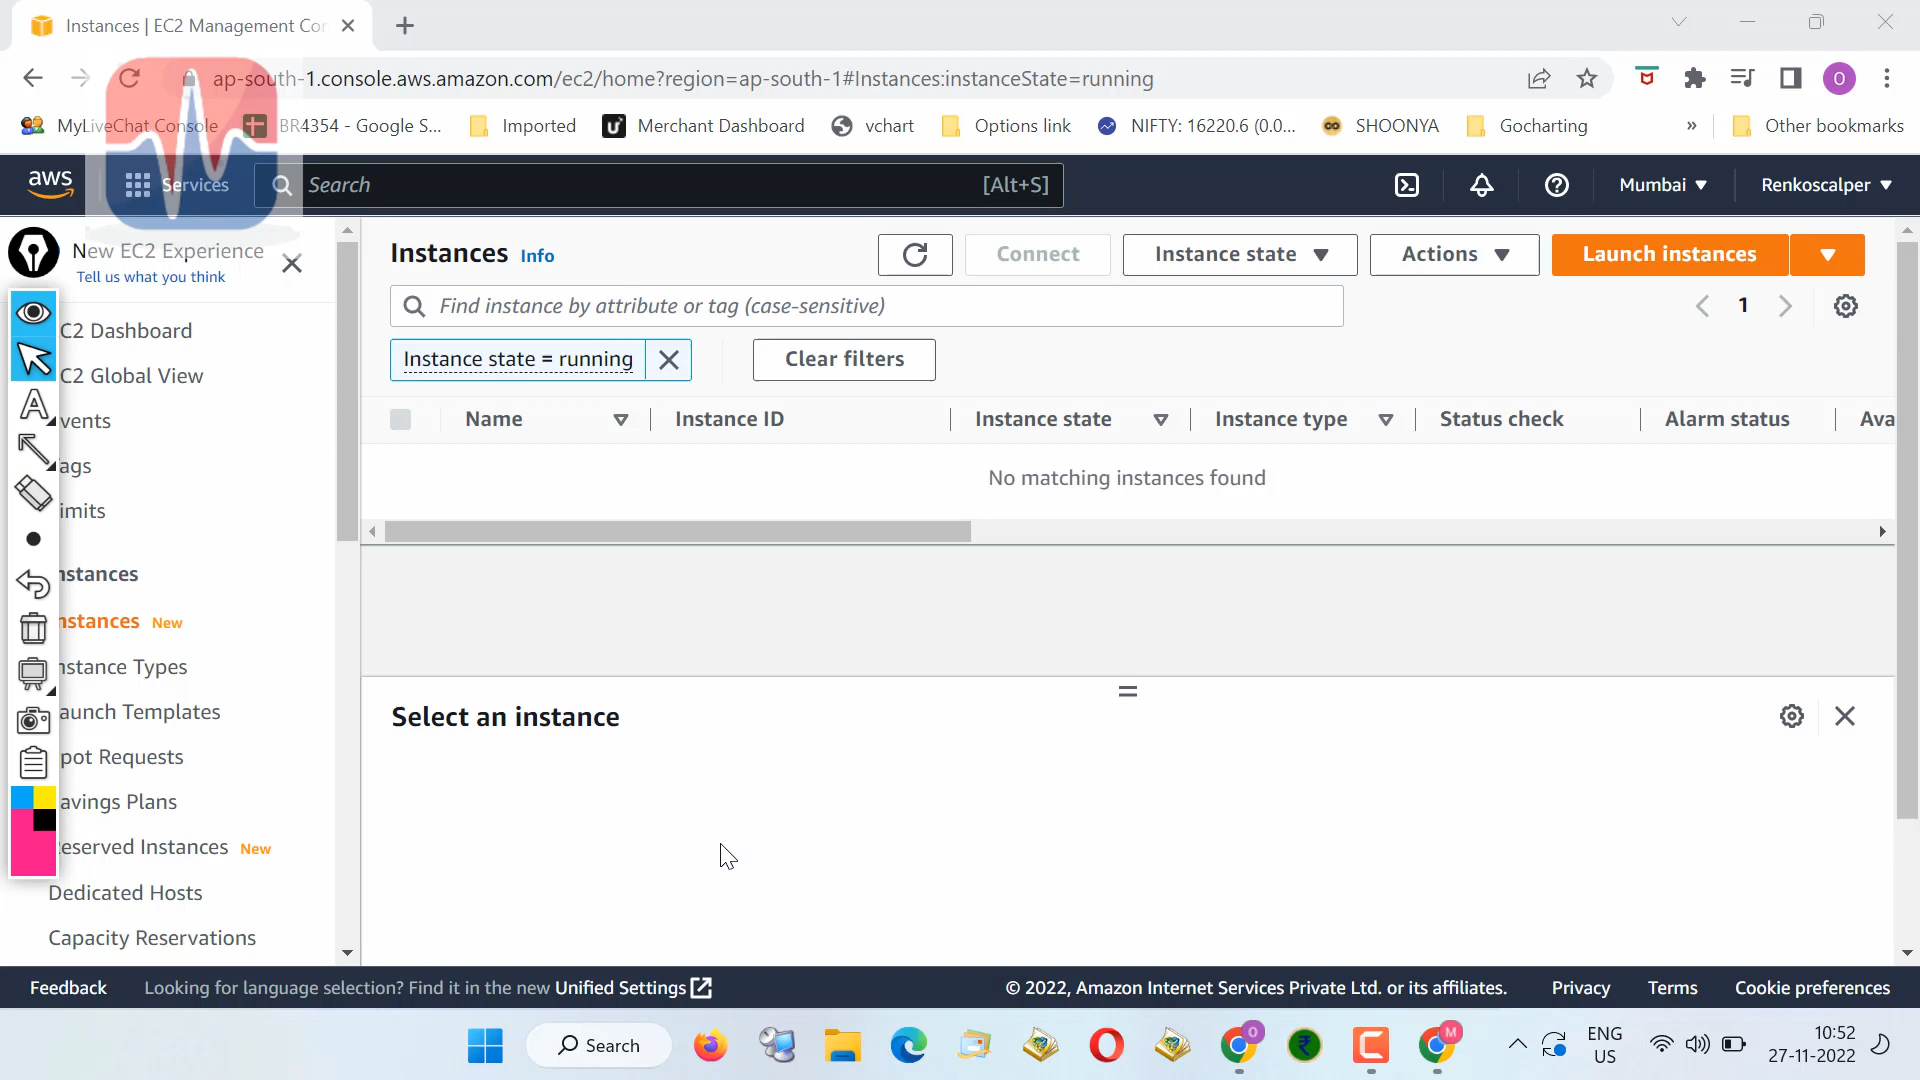 Instances | EC2 Management Con
ap-south-1.console.aws.amazon.com/ec2/home?region=ap-south-1#Instances:instanceState=running
O
MyLiveChat Console
BR4354 - Google S...
Imported
Merchant Dashboard
vchart
Options link
NIFTY: 16220.6 (0.0...
SHOONYA
Gocharting
»
Other bookmarks
aws
Services
Search
[Alt+S]
Mumbai
Renkoscalper
New EC2 Experience
Tell us what you think
C2 Dashboard
C2 Global View
vents
ags
imits
nstances
nstances New
nstance Types
aunch Templates
pot Requests
avings Plans
eserved Instances New
Dedicated Hosts
Capacity Reservations
Instances Info
Connect
Instance state
Actions
Launch instances
Find instance by attribute or tag (case-sensitive)
1
Instance state = running
Clear filters
Name
Instance ID
Instance state
Instance type
Status check
Alarm status
Ava
No matching instances found
Select an instance
Feedback
Looking for language selection? Find it in the new Unified Settings
© 2022, Amazon Internet Services Private Ltd. or its affiliates.
Privacy
Terms
Cookie preferences
Search
O
M
ENG
US
10:52
27-11-2022